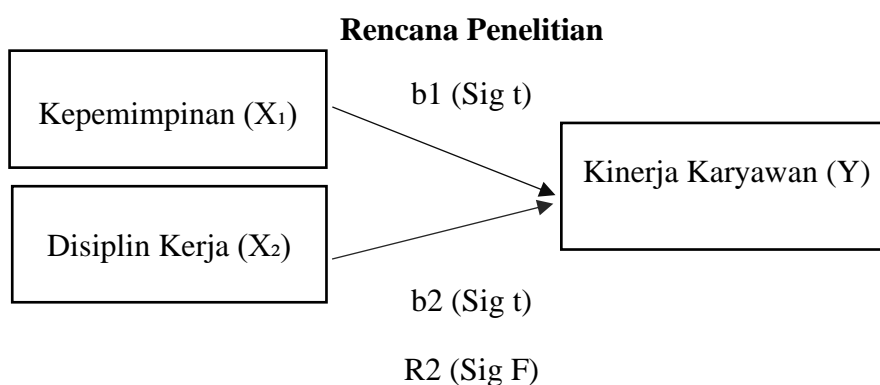 Rencana Penelitian
b1 (Sig t)
Kepemimpinan (X₁)
Kinerja Karyawan (Y)
Disiplin Kerja (X₂)
b2 (Sig t)
R2 (Sig F)